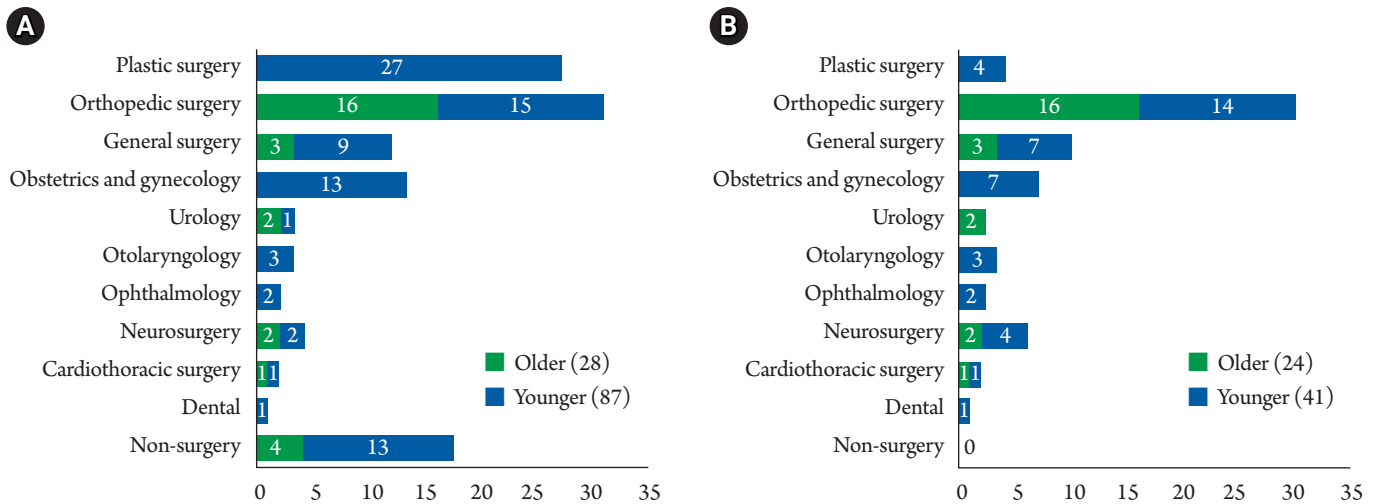 A
Plastic surgery 27
Orthopedic surgery 16 15
General surgery 3 9
Obstetrics and gynecology 13
Urology 2 1
Otolaryngology 3
Ophthalmology 2
Neurosurgery 2 2
Cardiothoracic surgery 1 1
Dental 1
Non-surgery 4 13
Older (28)
Younger (87)
0 5 10 15 20 25 30 35
B
Plastic surgery 4
Orthopedic surgery 16 14
General surgery 3 7
Obstetrics and gynecology 7
Urology 2
Otolaryngology 3
Ophthalmology 2
Neurosurgery 2 4
Cardiothoracic surgery 1 1
Dental 1
Non-surgery 0
Older (24)
Younger (41)
0 5 10 15 20 25 30 35